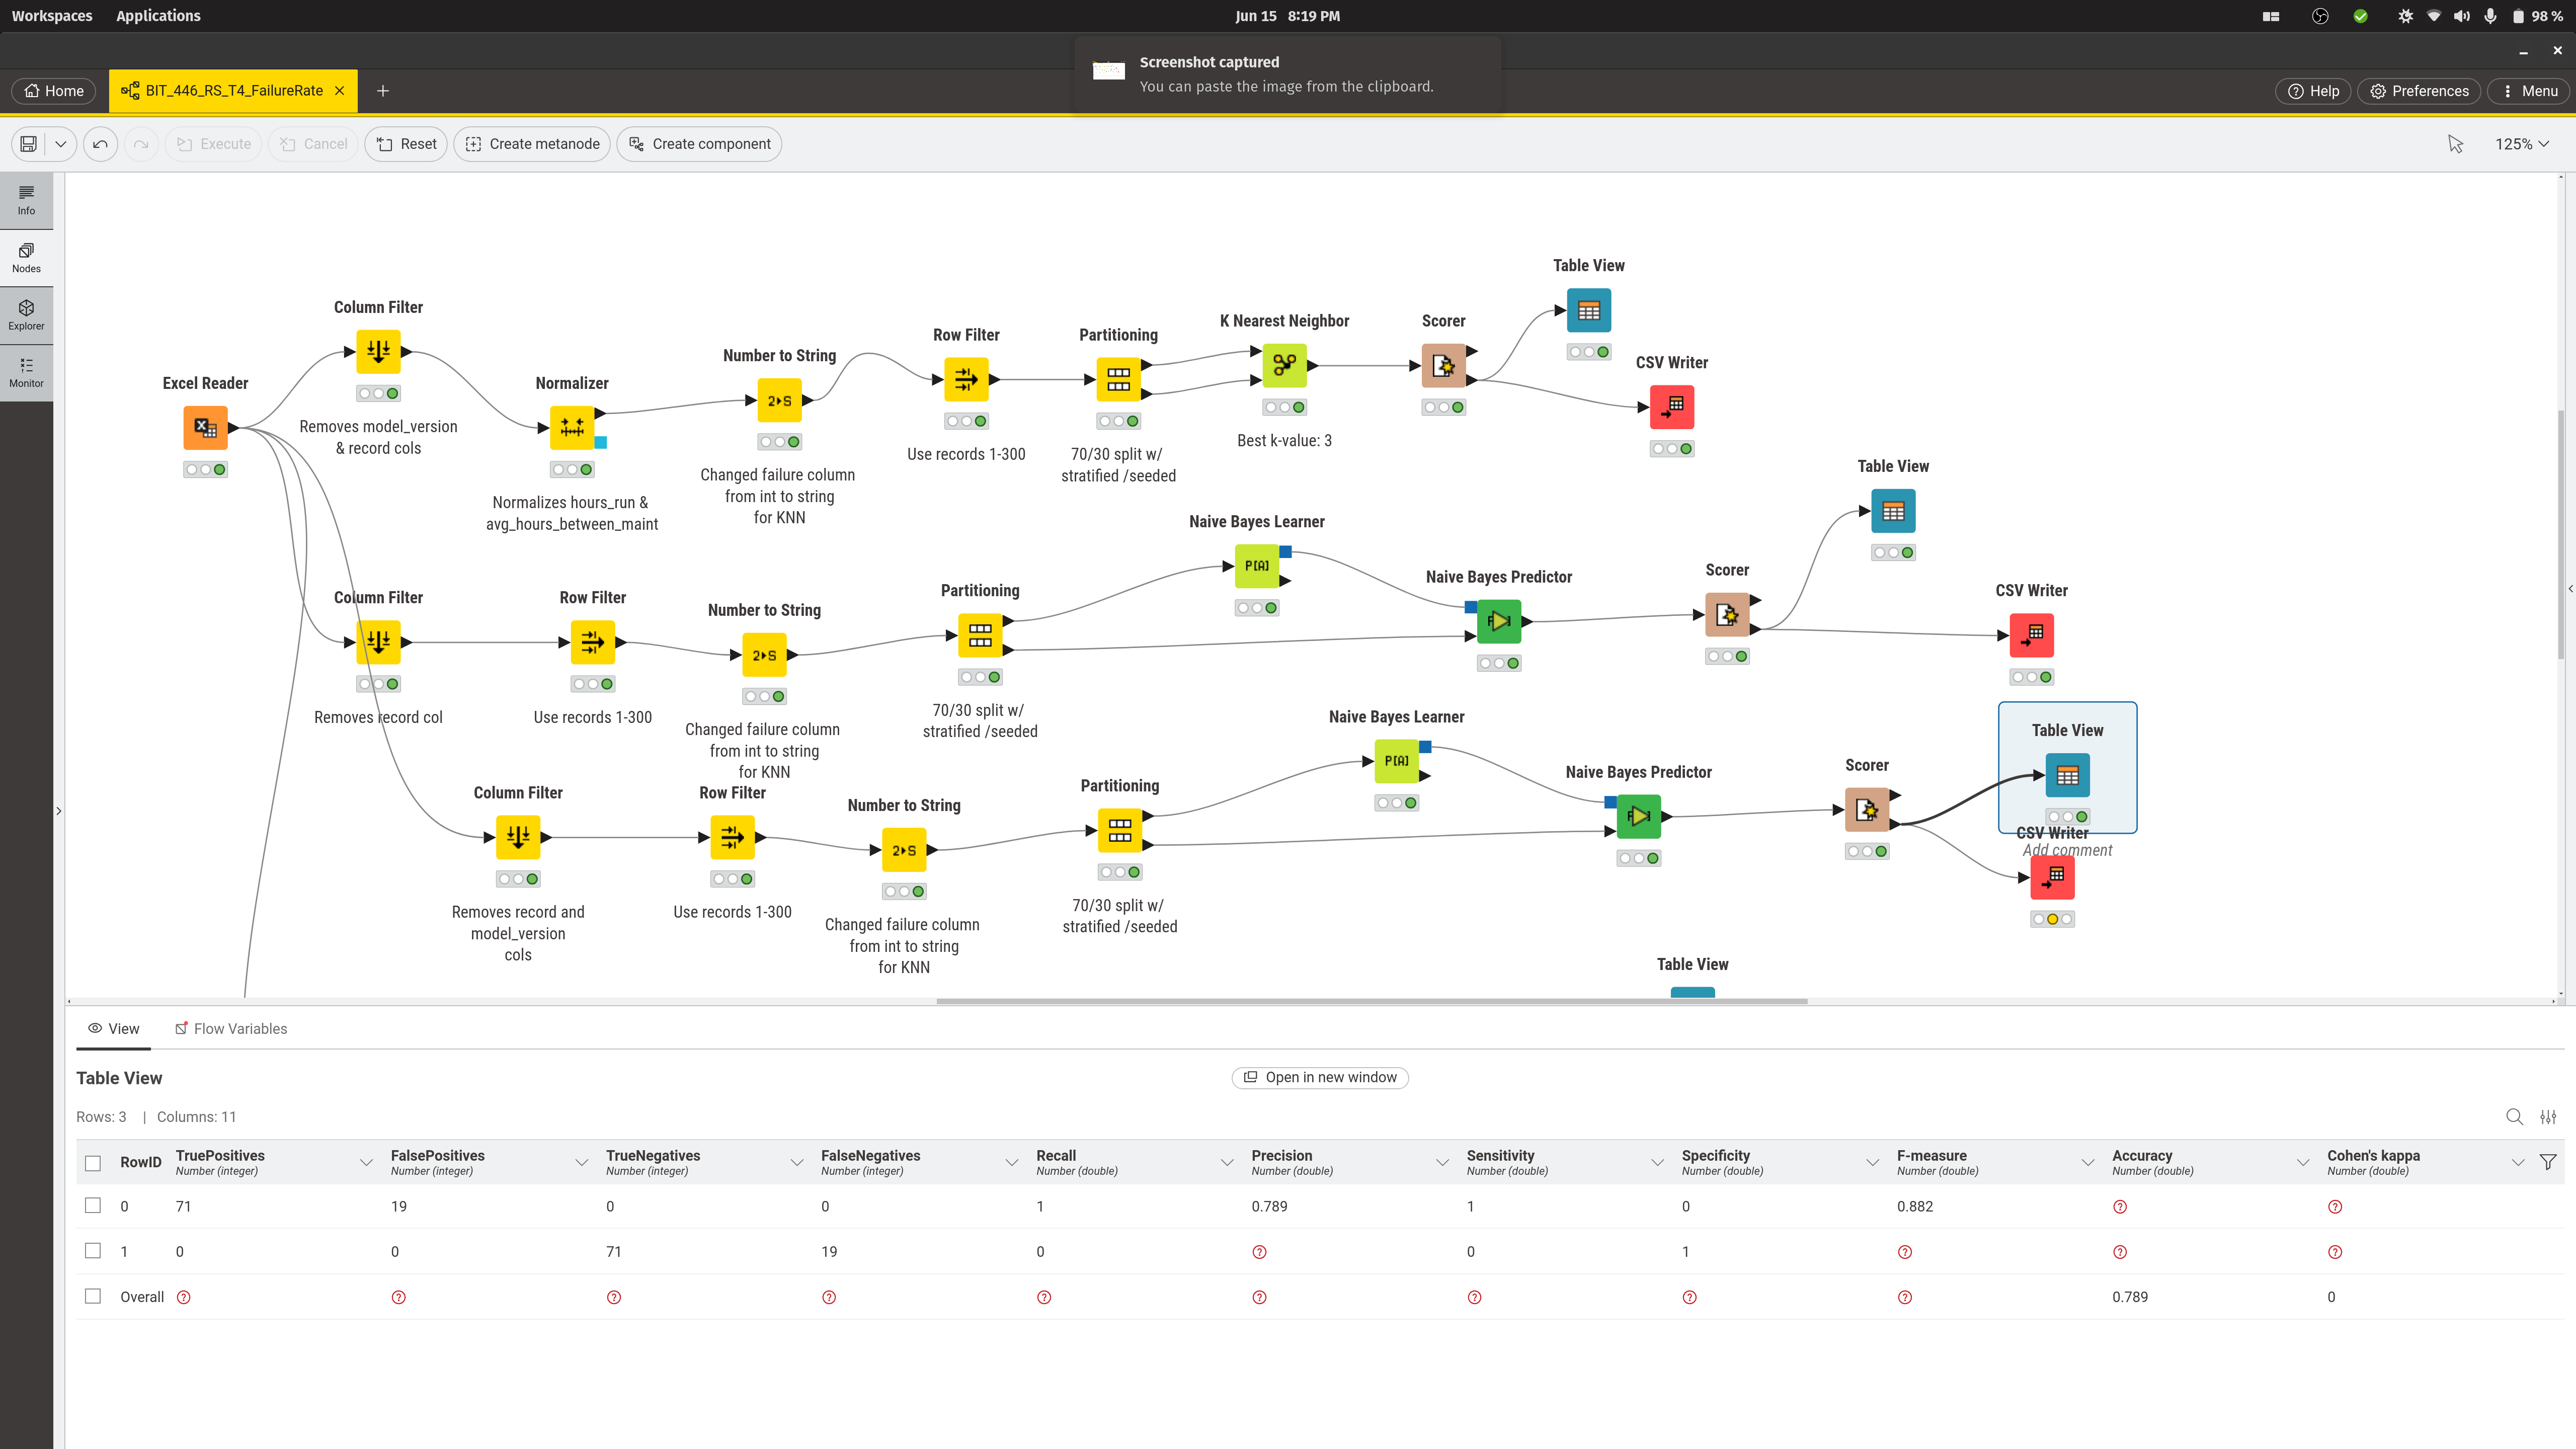 Workspaces Applications Jun 15 8:19 PM 98 %
Screenshot captured
You can paste the image from the clipboard.
Home BIT_446_RS_T4_FailureRate Help Preferences Menu
Execute Cancel Reset Create metanode Create component 125%
Info
Nodes
Explorer
Monitor
Table View
Column Filter
K Nearest Neighbor
Scorer
Row Filter
Partitioning
Number to String
CSV Writer
Excel Reader
Normalizer
Removes model_version
& record cols
Best k-value: 3
Use records 1-300
70/30 split w/
stratified /seeded
Changed failure column
from int to string
for KNN
Normalizes hours_run &
avg_hours_between_maint
Table View
Naive Bayes Learner
P[A]
Naive Bayes Predictor
Scorer
CSV Writer
Partitioning
Column Filter
Row Filter
Number to String
2▸S
2▸S
Removes record col
Use records 1-300
70/30 split w/
stratified /seeded
Changed failure column
from int to string
for KNN
Naive Bayes Learner
P[A]
Table View
Naive Bayes Predictor
Scorer
Partitioning
Column Filter
Row Filter
Number to String
2▸S
CSV Writer
Add comment
Removes record and
model_version
cols
Use records 1-300
70/30 split w/
stratified /seeded
Changed failure column
from int to string
for KNN
Table View
View Flow Variables
Table View
Open in new window
Rows: 3 | Columns: 11
RowID TruePositives FalsePositives TrueNegatives FalseNegatives Recall Precision Sensitivity Specificity F-measure Accuracy Cohen's kappa
Number (integer) Number (integer) Number (integer) Number (integer) Number (double) Number (double) Number (double) Number (double) Number (double) Number (double) Number (double)
0 71 19 0 0 1 0.789 1 0 0.882 ? ?
1 0 0 71 19 0 ? 0 1 ? ? ?
Overall ? ? ? ? ? ? ? ? ? 0.789 0